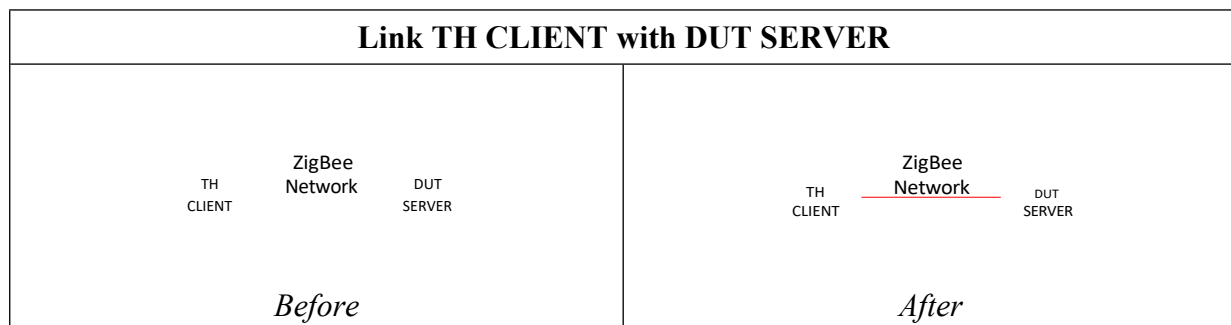 Link TH CLIENT with DUT SERVER
ZigBee
Network
TH
CLIENT
DUT
SERVER
Before
ZigBee
Network
TH
CLIENT
DUT
SERVER
After